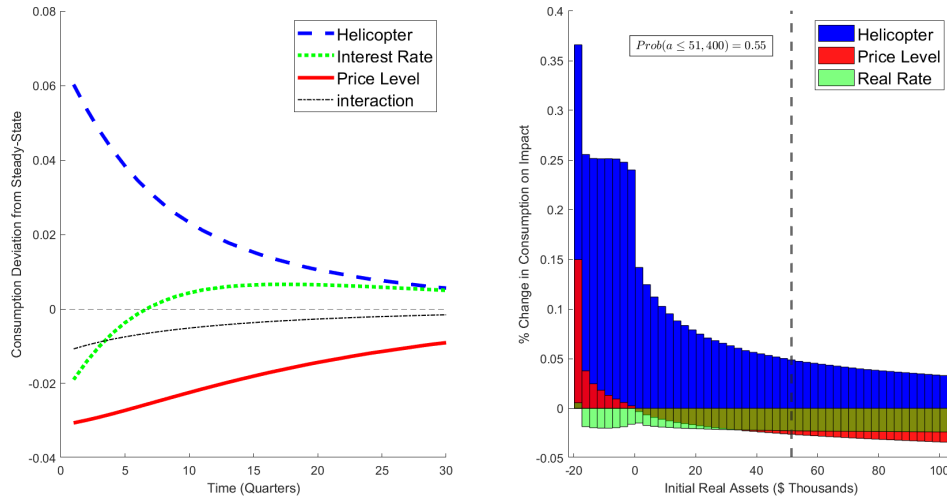 Helicopter
Interest Rate
Price Level
interaction
0.08
0.06
0.04
0.02
0
-0.02
-0.04
Consumption Deviation from Steady-State
0
5
10
15
20
25
30
Time (Quarters)
Prob(a ≤ 51, 400) = 0.55
Helicopter
Price Level
Real Rate
0.4
0.35
0.3
0.25
0.2
0.15
0.1
0.05
0
-0.05
% Change in Consumption on Impact
-20
0
20
40
60
80
100
Initial Real Assets ($ Thousands)